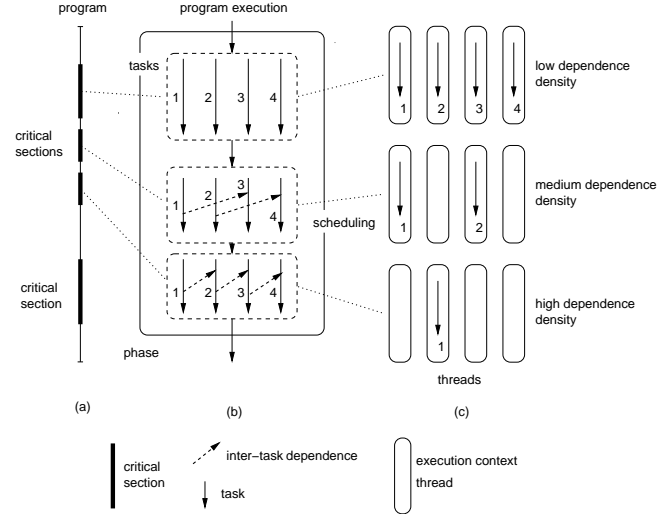 program
program execution
tasks
1 2 3 4
1 2 3 4
low dependence
density
critical
sections
1 2 3 4
1 2
medium dependence
density
scheduling
critical
section
1 2 3 4
1
high dependence
density
phase
threads
(a)
(b)
(c)
critical
section
inter-task dependence
task
execution context
thread